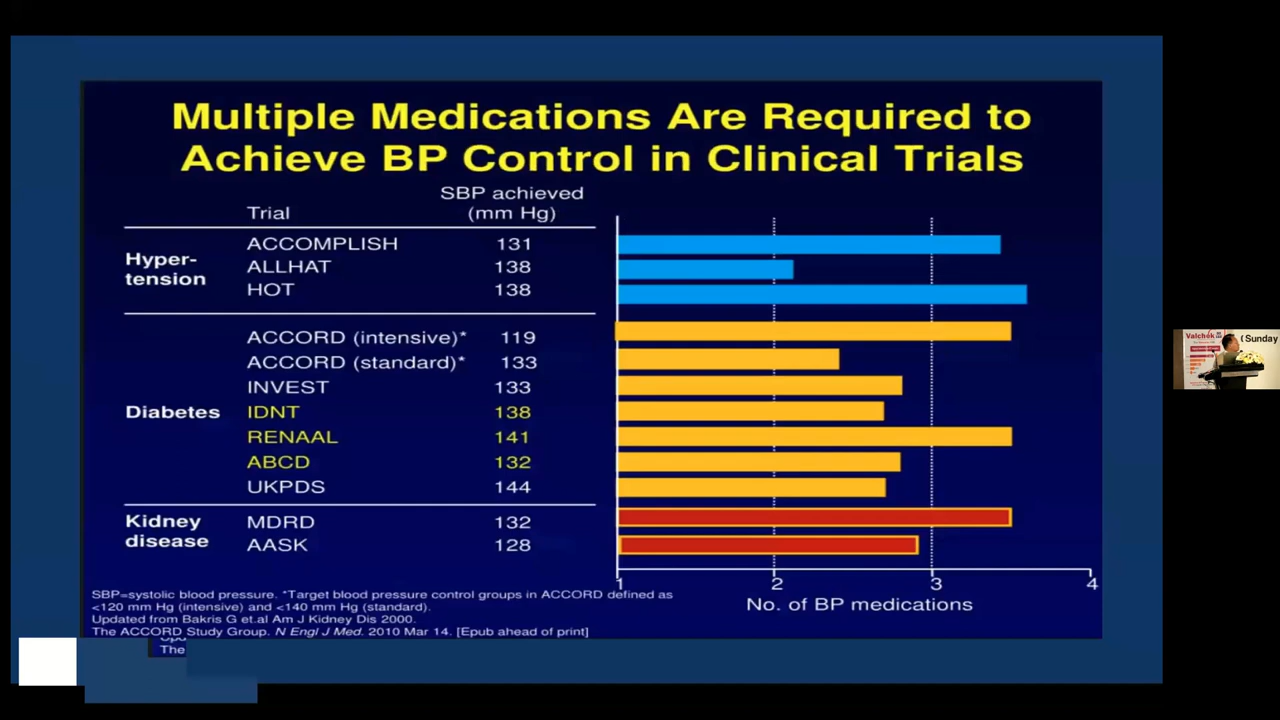 Multiple Medications Are Required to
Achieve BP Control in Clinical Trials
SBP achieved
Trial (mm Hg)
Hyper-
tension
ACCOMPLISH 131
ALLHAT 138
HOT 138
Diabetes
ACCORD (intensive)* 119
ACCORD (standard)* 133
INVEST 133
IDNT 138
RENAAL 141
ABCD 132
UKPDS 144
Kidney
disease
MDRD 132
AASK 128
1 2 3 4
No. of BP medications
SBP=systolic blood pressure. *Target blood pressure control groups in ACCORD defined as
<120 mm Hg (intensive) and <140 mm Hg (standard).
Updated from Bakris G et.al Am J Kidney Dis 2000.
The ACCORD Study Group. N Engl J Med. 2010 Mar 14. [Epub ahead of print]
The
Valchek
(Sunday